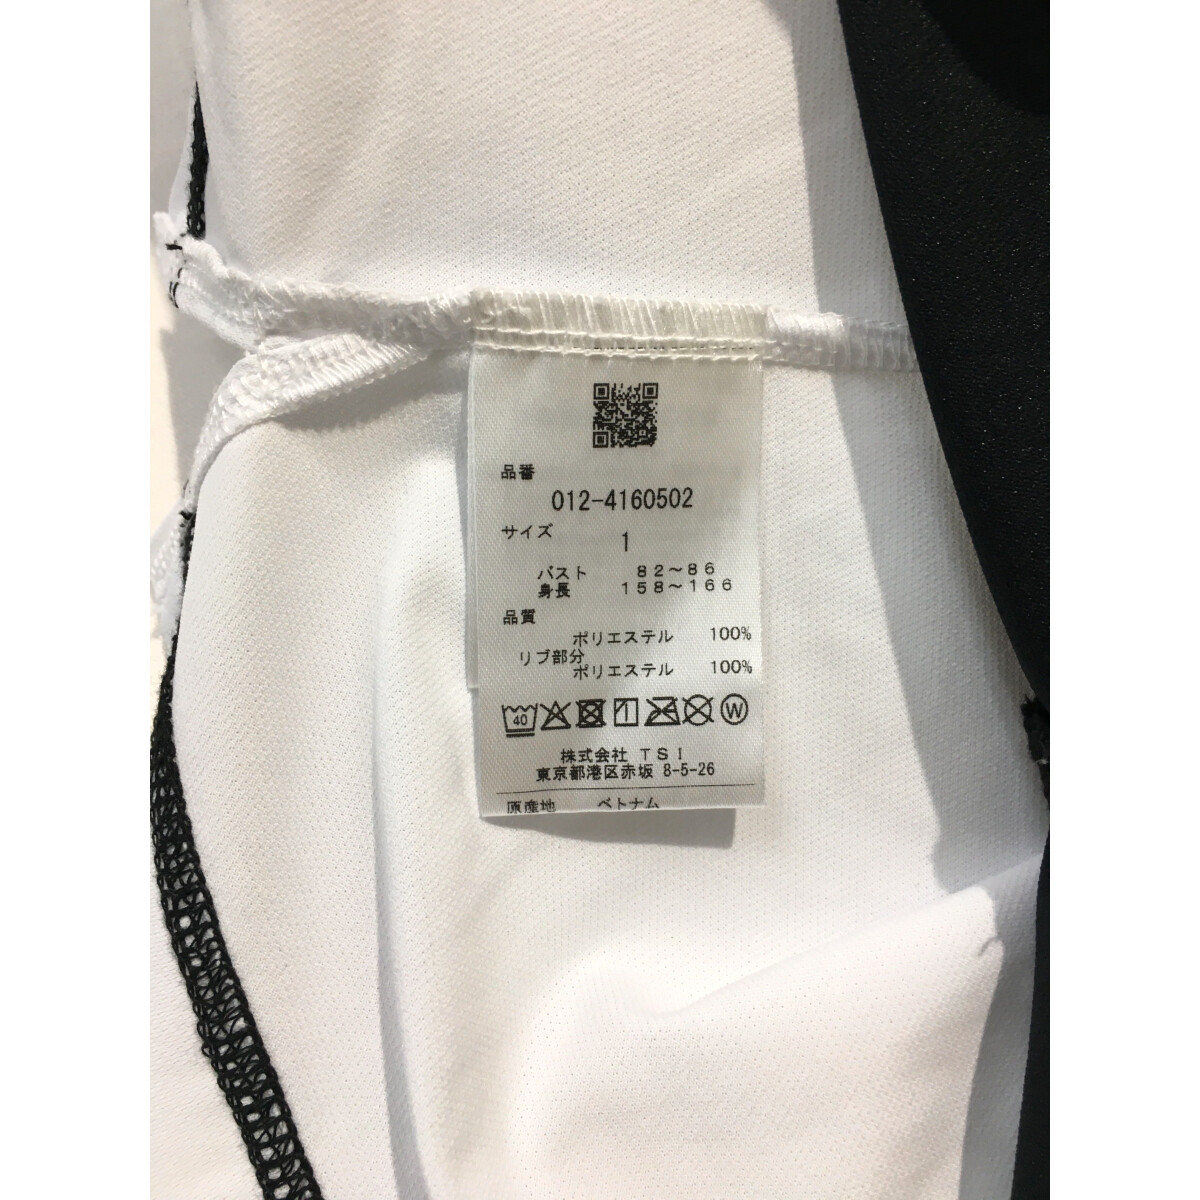 品番
012-4160502
サイズ 1
バスト 82～86
身長 158～166
品質
ポリエステル 100%
リブ部分
ポリエステル 100%
40 W
株式会社 TSI
東京都港区赤坂 8-5-26
原産地 ベトナム